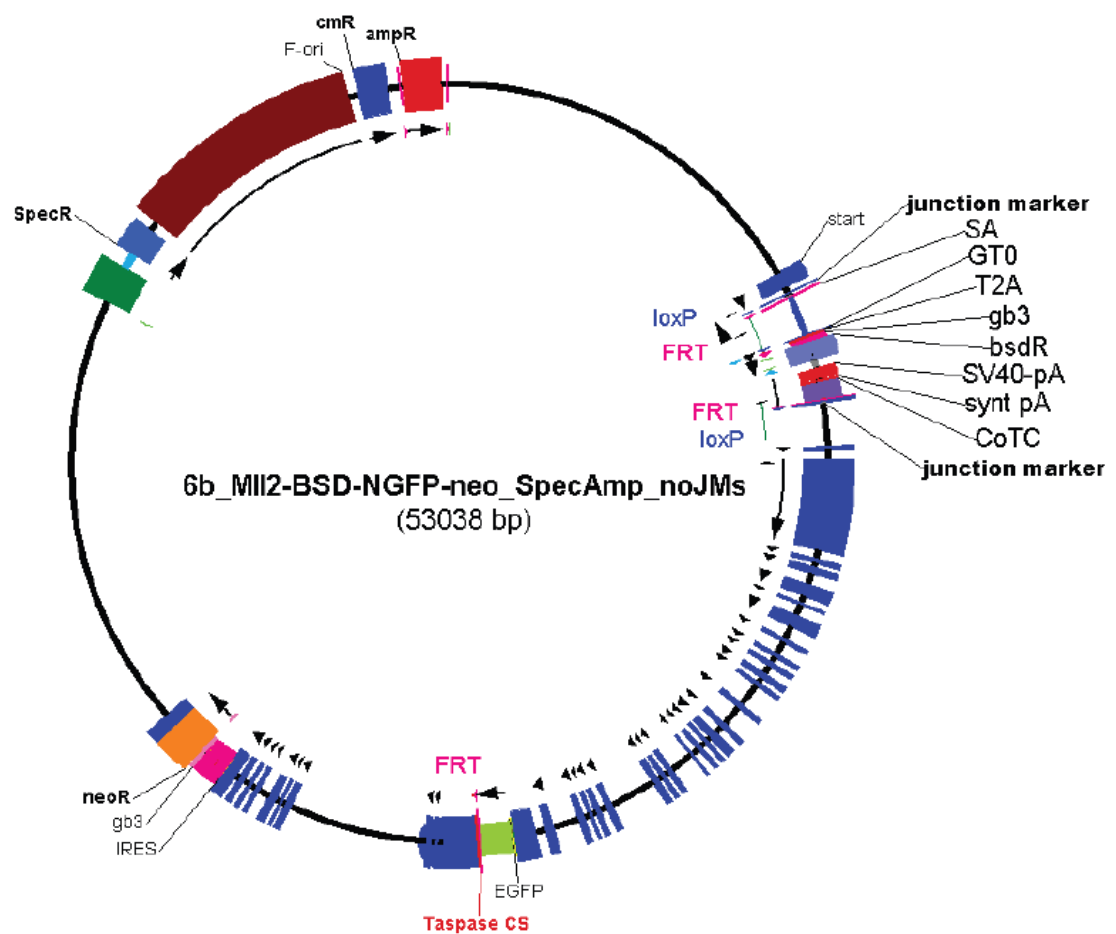 cmR
ampR
F-ori
SpecR
start
junction marker
SA
GT0
T2A
gb3
bsdR
SV40-pA
synt pA
CoTC
junction marker
loxP
FRT
FRT
loxP
6b_Mll2-BSD-NGFP-neo_SpecAmp_noJMs
(53038 bp)
FRT
neoR
gb3
IRES
EGFP
Taspase CS